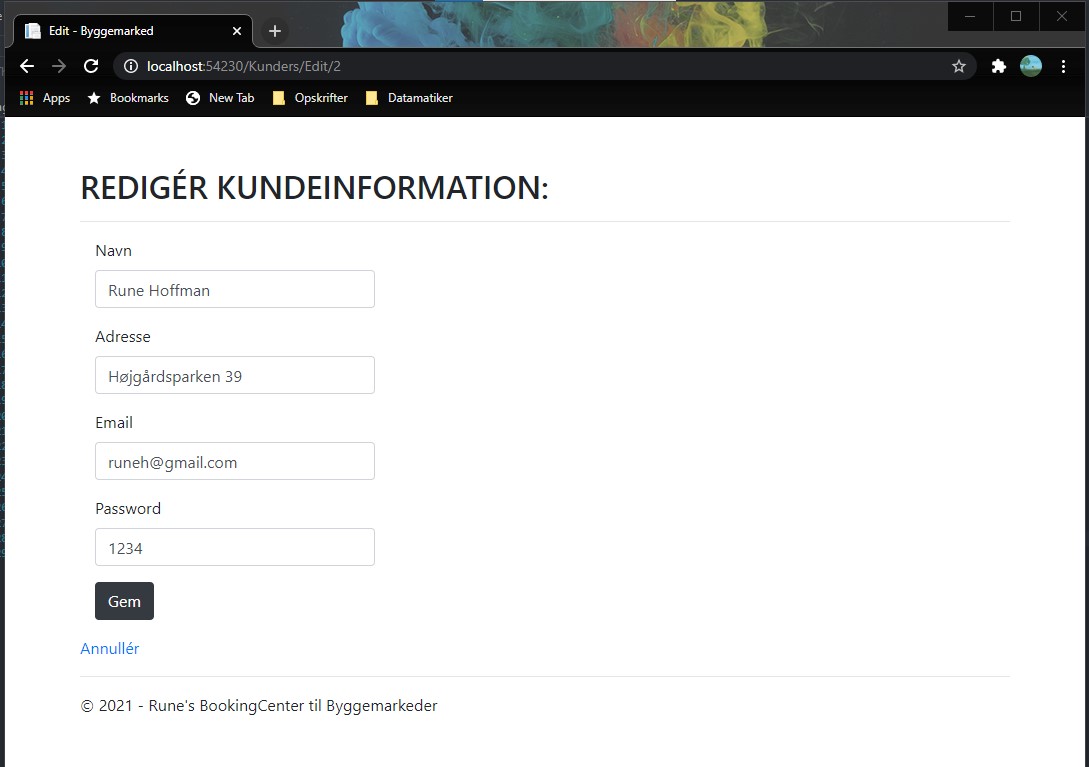 Edit - Byggemarked
localhost:54230/Kunders/Edit/2
Apps Bookmarks New Tab Opskrifter Datamatiker
REDIGÉR KUNDEINFORMATION:
Navn
Rune Hoffman
Adresse
Højgårdsparken 39
Email
runeh@gmail.com
Password
1234
Gem
Annullér
© 2021 - Rune's BookingCenter til Byggemarkeder